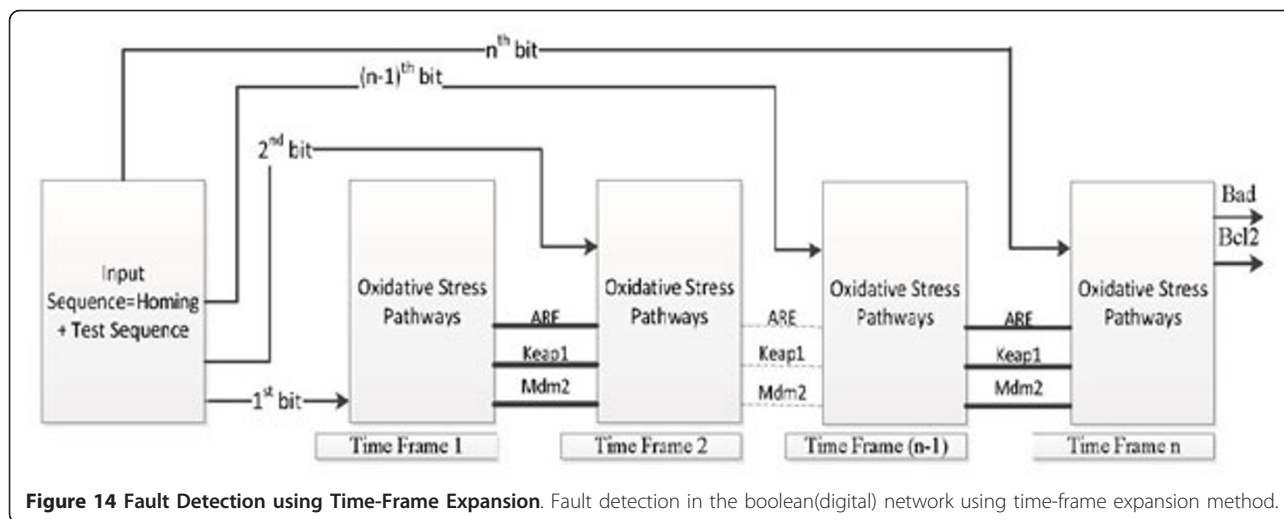 nth bit
(n-1)th bit
2nd bit
1st bit
Input
Sequence=Homing
+ Test Sequence
Oxidative Stress
Pathways
ARE
Keap1
Mdm2
Oxidative Stress
Pathways
ARE
Keap1
Mdm2
Oxidative Stress
Pathways
ARE
Keap1
Mdm2
Oxidative Stress
Pathways
Bad
Bcl2
Time Frame 1
Time Frame 2
Time Frame (n-1)
Time Frame n
Figure 14 Fault Detection using Time-Frame Expansion. Fault detection in the boolean(digital) network using time-frame expansion method.